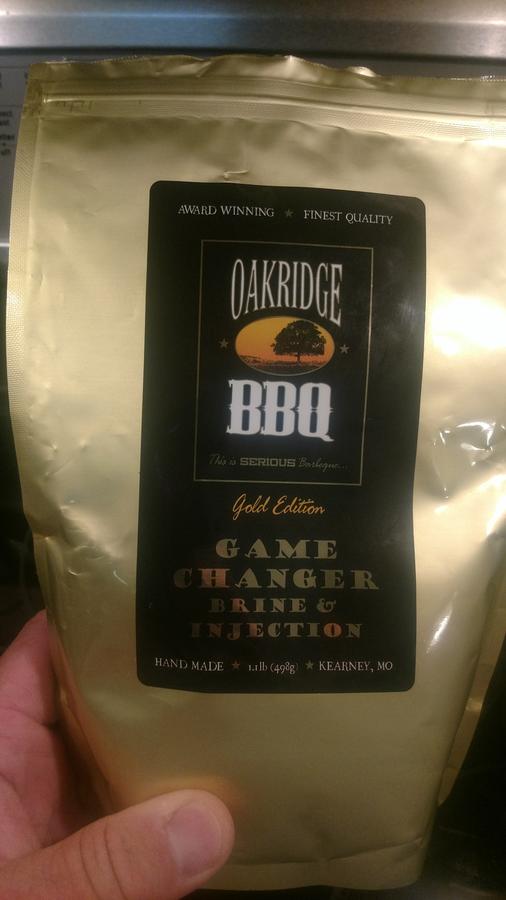 AWARD WINNING ★ FINEST QUALITY
OAKRIDGE
BBQ
This is SERIOUS Barbeque...
Gold Edition
GAME
CHANGER
BRINE &
INJECTION
HAND MADE ★ 1.1lb (498g) ★ KEARNEY, MO